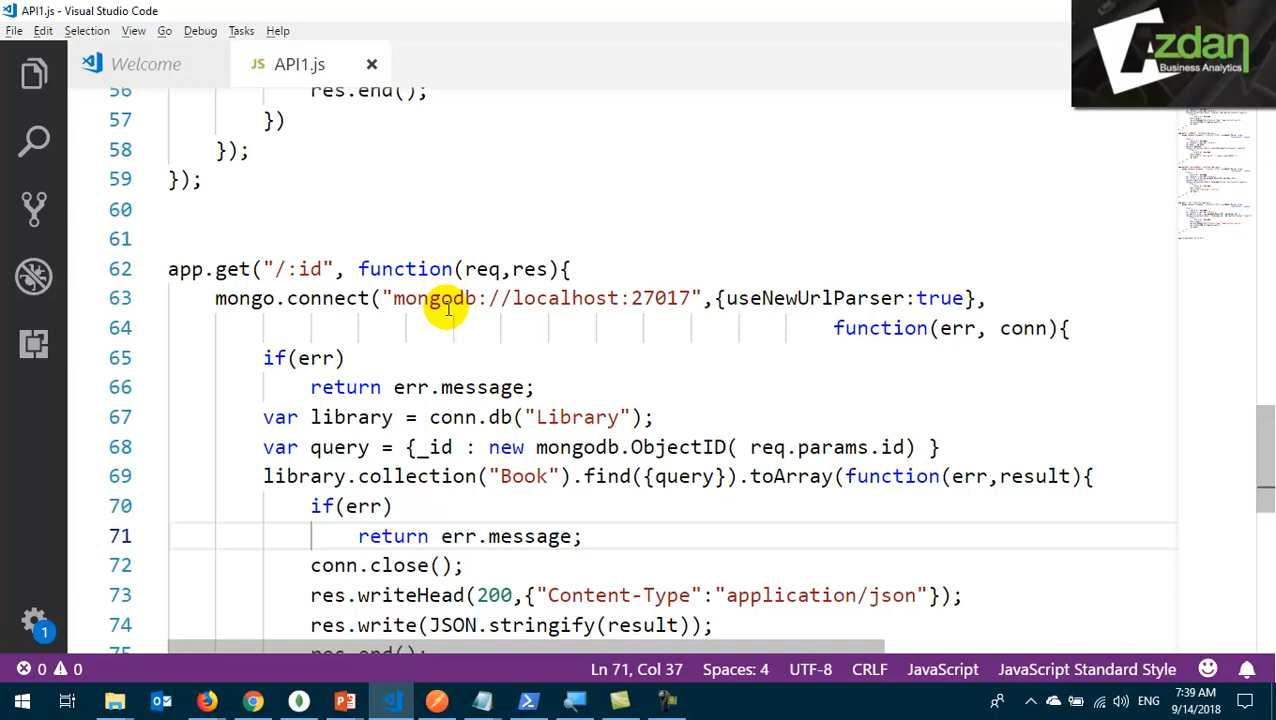 API1.js - Visual Studio Code
File Edit Selection View Go Debug Tasks Help
Azdan
Business Analytics
Welcome
JS API1.js
56 res.end();
57 })
58 });
59 });
60
61
62 app.get("/:id", function(req,res){
63 mongo.connect("mongodb://localhost:27017",{useNewUrlParser:true},
64 function(err, conn){
65 if(err)
66 return err.message;
67 var library = conn.db("Library");
68 var query = {_id : new mongodb.ObjectID( req.params.id) }
69 library.collection("Book").find({query}).toArray(function(err,result){
70 if(err)
71 return err.message;
72 conn.close();
73 res.writeHead(200,{"Content-Type":"application/json"});
74 res.write(JSON.stringify(result));
75 res.end();
1
0 0 Ln 71, Col 37 Spaces: 4 UTF-8 CRLF JavaScript JavaScript Standard Style
ENG
7:39 AM
9/14/2018